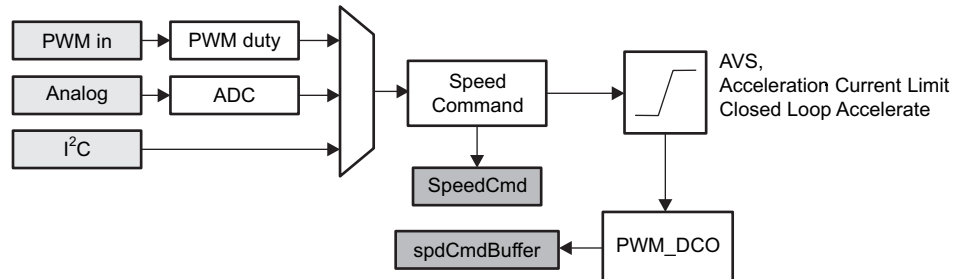 PWM in
PWM duty
Analog
ADC
I²C
Speed
Command
AVS,
Acceleration Current Limit
Closed Loop Accelerate
SpeedCmd
spdCmdBuffer
PWM_DCO